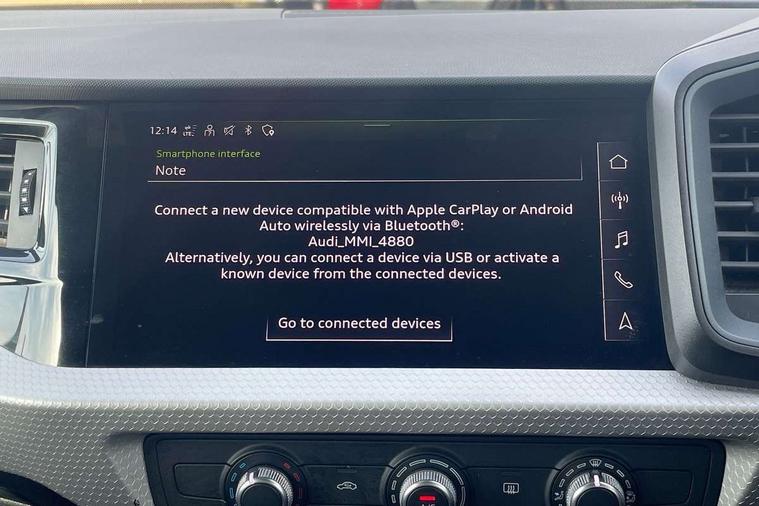 12:14 LTE
Smartphone interface
Note
Connect a new device compatible with Apple CarPlay or Android
Auto wirelessly via Bluetooth®:
Audi_MMI_4880
Alternatively, you can connect a device via USB or activate a
known device from the connected devices.
Go to connected devices
A/C